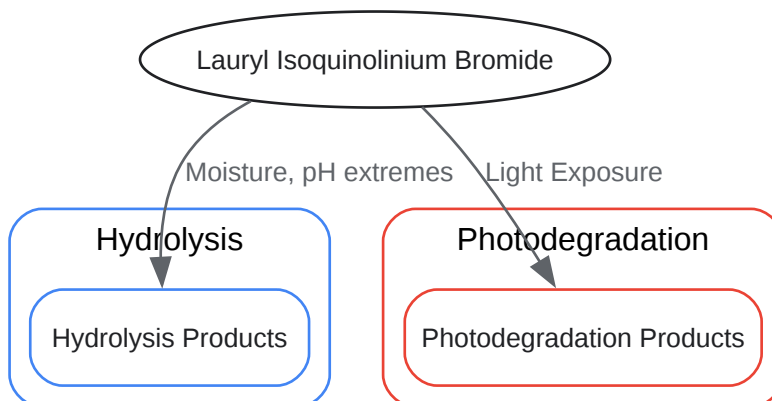 Lauryl Isoquinolinium Bromide
Moisture, pH extremes
Light Exposure
Hydrolysis
Photodegradation
Hydrolysis Products
Photodegradation Products